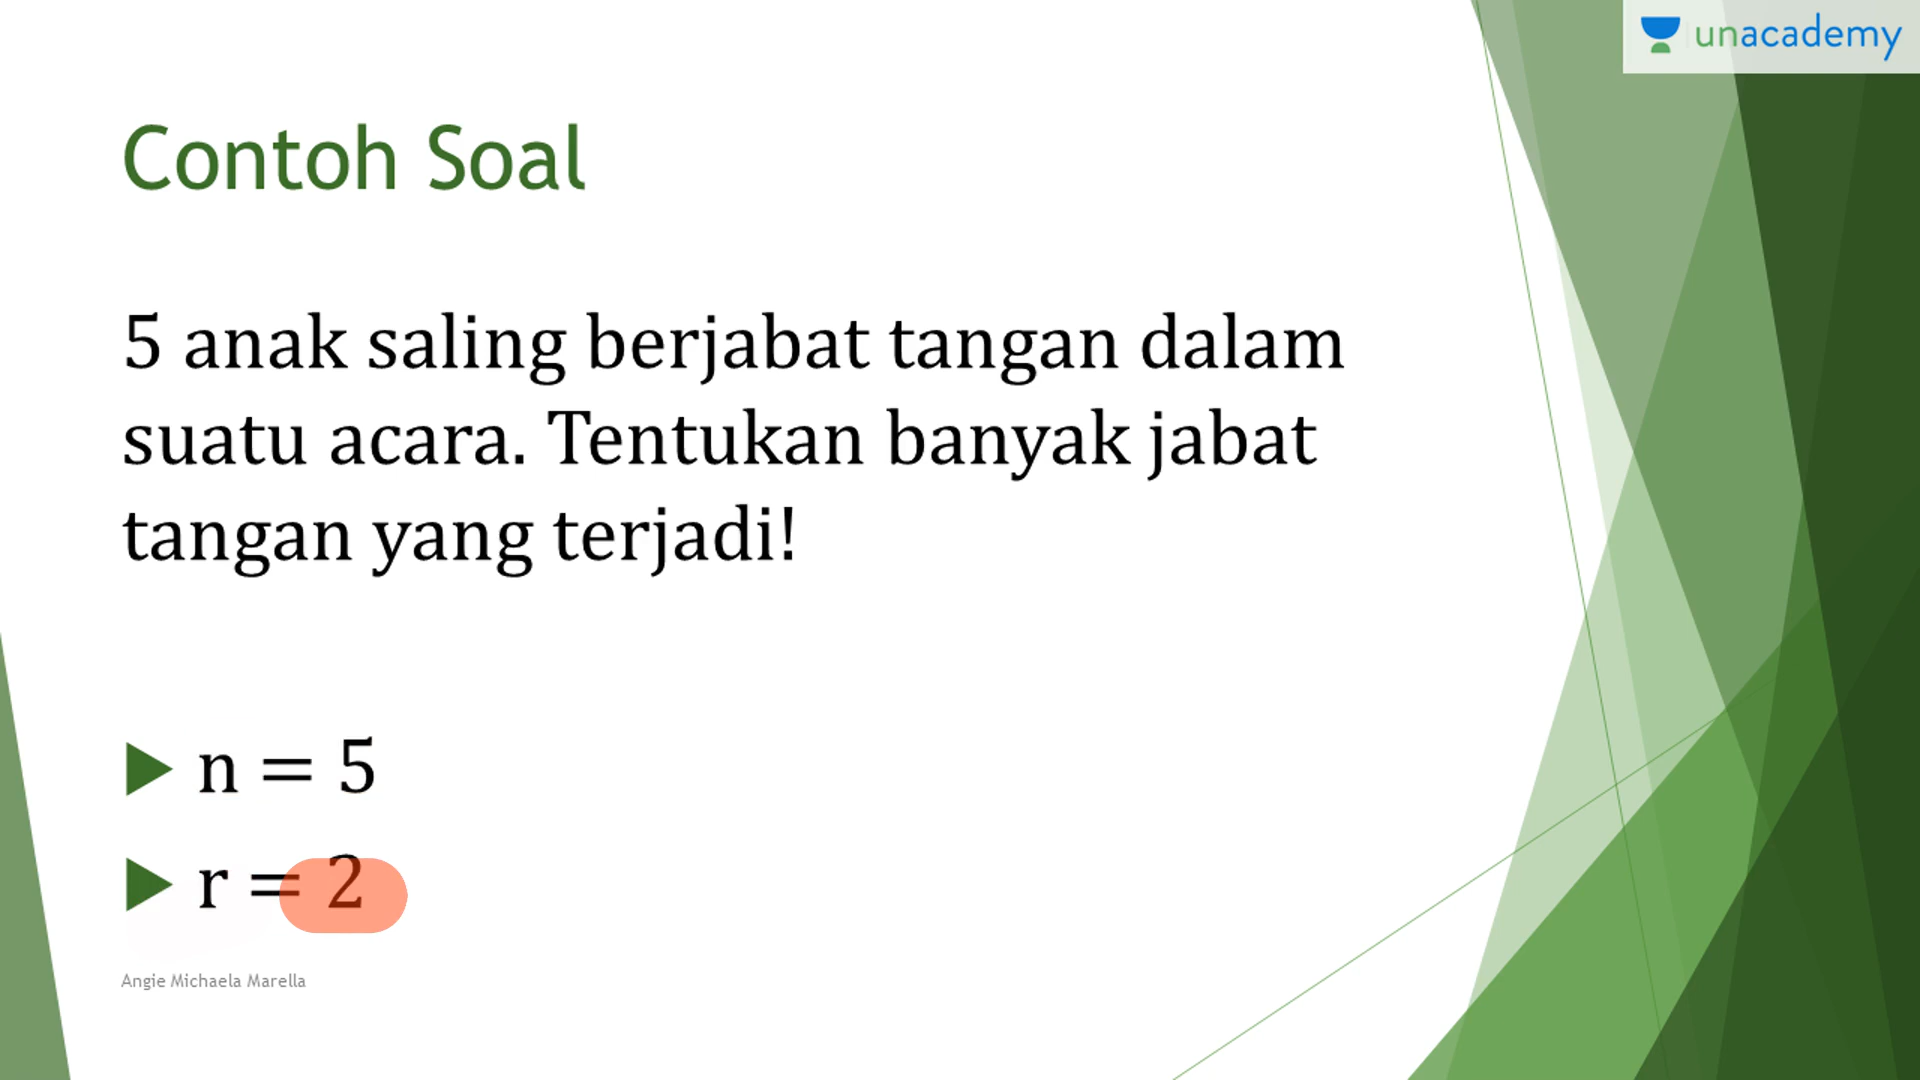 unacademy
Contoh Soal
5 anak saling berjabat tangan dalam
suatu acara. Tentukan banyak jabat
tangan yang terjadi!
n = 5
r = 2
Angie Michaela Marella